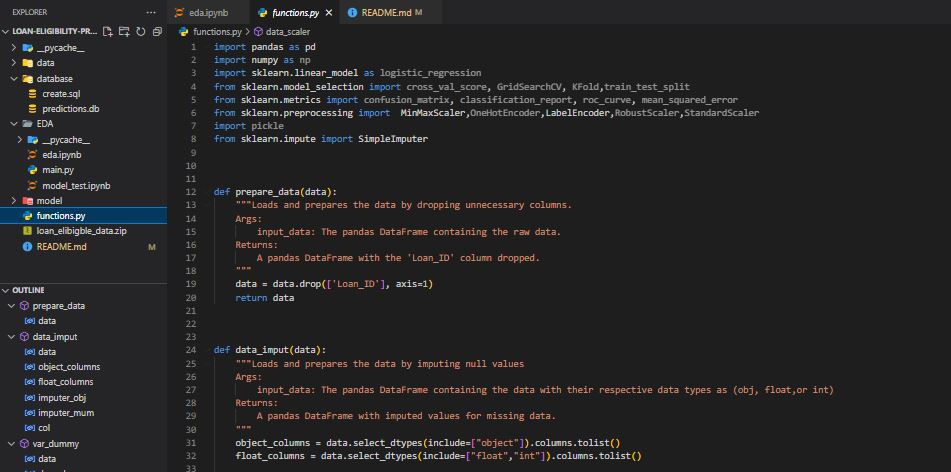 EXPLORER
LOAN-ELIGIBILITY-PR...
__pycache__
data
database
create.sql
predictions.db
EDA
__pycache__
eda.ipynb
main.py
model_test.ipynb
model
functions.py
loan_elibigble_data.zip
README.md M
OUTLINE
prepare_data
data
data_imput
data
object_columns
float_columns
imputer_obj
imputer_mum
col
var_dummy
data
eda.ipynb
functions.py
README.md M
functions.py > data_scaler
1 import pandas as pd
2 import numpy as np
3 import sklearn.linear_model as logistic_regression
4 from sklearn.model_selection import cross_val_score, GridSearchCV, KFold,train_test_split
5 from sklearn.metrics import confusion_matrix, classification_report, roc_curve, mean_squared_error
6 from sklearn.preprocessing import  MinMaxScaler,OneHotEncoder,LabelEncoder,RobustScaler,StandardScaler
7 import pickle
8 from sklearn.impute import SimpleImputer
9
10
11
12 def prepare_data(data):
13 """Loads and prepares the data by dropping unnecessary columns.
14 Args:
15 input_data: The pandas DataFrame containing the raw data.
16 Returns:
17 A pandas DataFrame with the 'Loan_ID' column dropped.
18 """
19 data = data.drop(['Loan_ID'], axis=1)
20 return data
21
22
23
24 def data_imput(data):
25 """Loads and prepares the data by imputing null values
26 Args:
27 input_data: The pandas DataFrame containing the data with their respective data types as (obj, float,or int)
28 Returns:
29 A pandas DataFrame with imputed values for missing data.
30 """
31 object_columns = data.select_dtypes(include=["object"]).columns.tolist()
32 float_columns = data.select_dtypes(include=["float","int"]).columns.tolist()
33